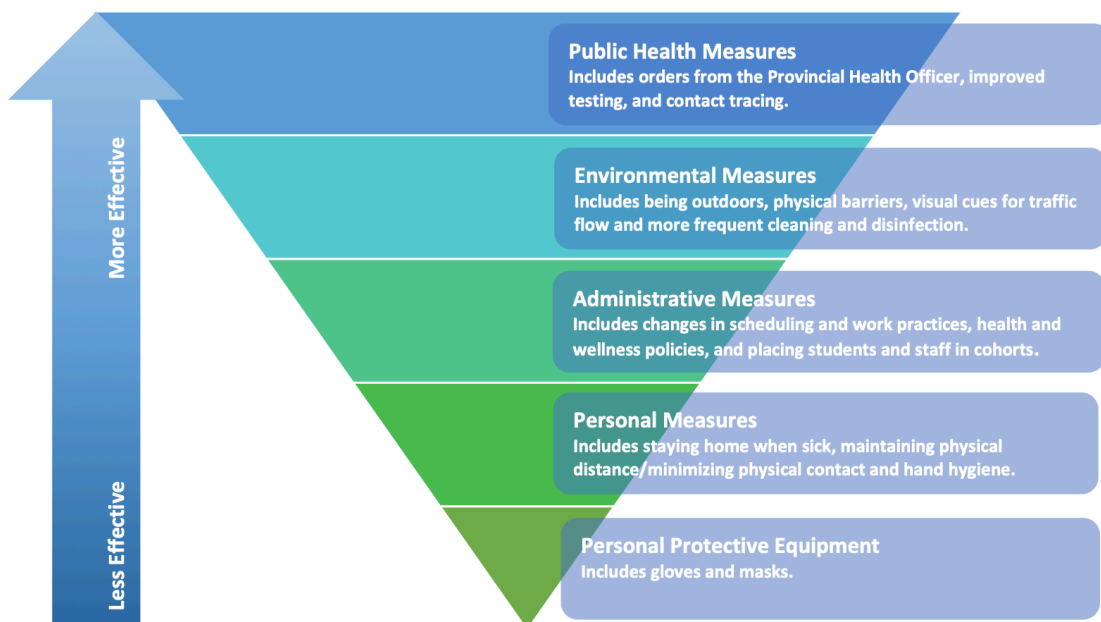 More Effective
Less Effective
Public Health Measures
Includes orders from the Provincial Health Officer, improved
testing, and contact tracing.
Environmental Measures
Includes being outdoors, physical barriers, visual cues for traffic
flow and more frequent cleaning and disinfection.
Administrative Measures
Includes changes in scheduling and work practices, health and
wellness policies, and placing students and staff in cohorts.
Personal Measures
Includes staying home when sick, maintaining physical
distance/minimizing physical contact and hand hygiene.
Personal Protective Equipment
Includes gloves and masks.